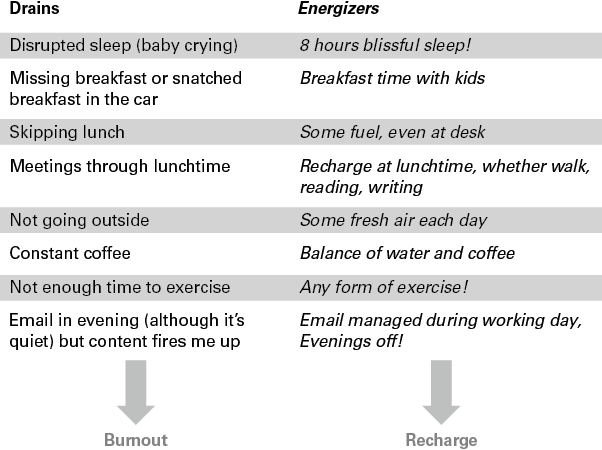 Drains Energizers
Disrupted sleep (baby crying) 8 hours blissful sleep!
Missing breakfast or snatched Breakfast time with kids
breakfast in the car
Skipping lunch Some fuel, even at desk
Meetings through lunchtime Recharge at lunchtime, whether walk,
reading, writing
Not going outside Some fresh air each day
Constant coffee Balance of water and coffee
Not enough time to exercise Any form of exercise!
Email in evening (although it’s Email managed during working day,
quiet) but content fires me up Evenings off!
Burnout Recharge